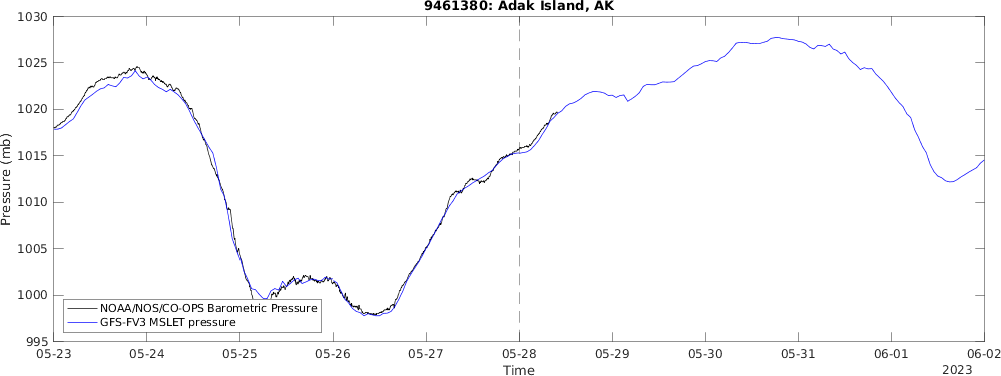 9461380: Adak Island, AK
1030
1025
1020
1015
1010
1005
1000
995
Pressure (mb)
NOAA/NOS/CO-OPS Barometric Pressure
GFS-FV3 MSLET pressure
05-23 05-24 05-25 05-26 05-27 05-28 05-29 05-30 05-31 06-01 06-02
Time
2023